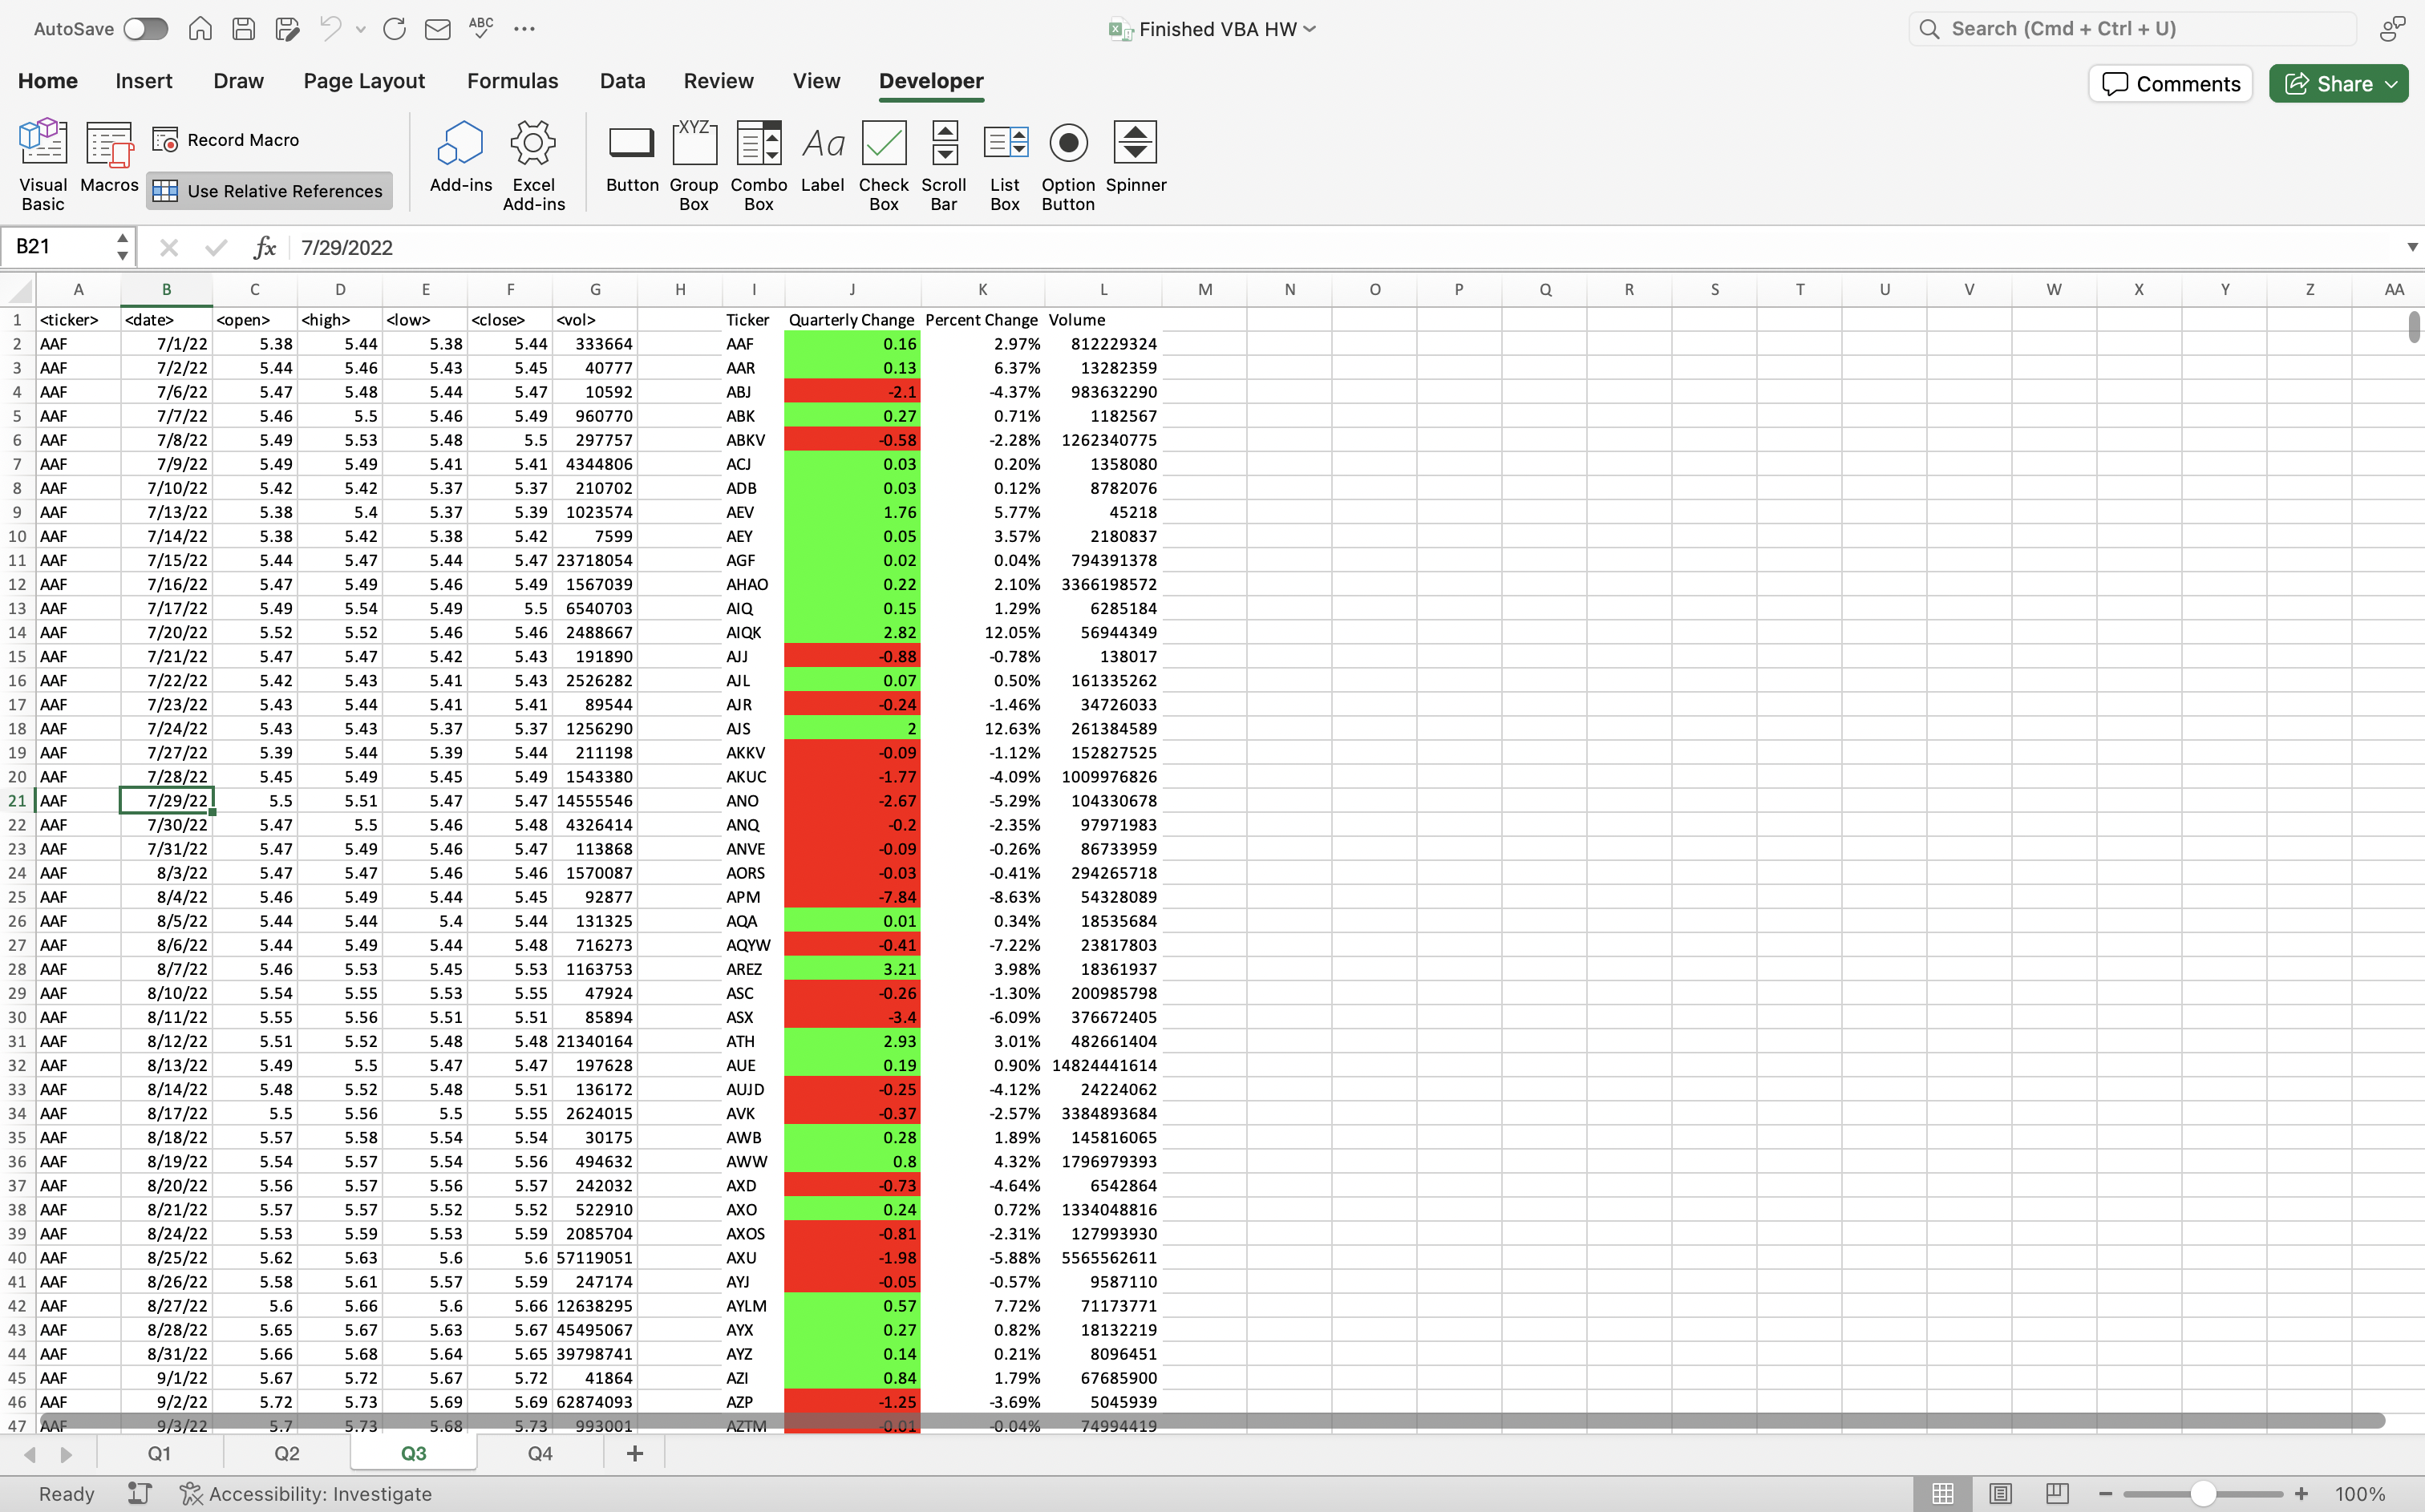 AutoSave ABC Finished VBA HW Search (Cmd + Ctrl + U)
Home Insert Draw Page Layout Formulas Data Review View Developer Comments Share
Visual Basic Macros Record Macro Use Relative References Add-ins Excel Add-ins Button XYZ Group Box Combo Box Aa Label Check Box Scroll Bar List Box Option Button Spinner
B21 fx 7/29/2022
A B C D E F G H I J K L M N O P Q R S T U V W X Y Z AA
1 <ticker> <date> <open> <high> <low> <close> <vol> Ticker Quarterly Change Percent Change Volume
2 AAF 7/1/22 5.38 5.44 5.38 5.44 333664 AAF 0.16 2.97% 812229324
3 AAF 7/2/22 5.44 5.46 5.43 5.45 40777 AAR 0.13 6.37% 13282359
4 AAF 7/6/22 5.47 5.48 5.44 5.47 10592 ABJ -2.1 -4.37% 983632290
5 AAF 7/7/22 5.46 5.5 5.46 5.49 960770 ABK 0.27 0.71% 1182567
6 AAF 7/8/22 5.49 5.53 5.48 5.5 297757 ABKV -0.58 -2.28% 1262340775
7 AAF 7/9/22 5.49 5.49 5.41 5.41 4344806 ACJ 0.03 0.20% 1358080
8 AAF 7/10/22 5.42 5.42 5.37 5.37 210702 ADB 0.03 0.12% 8782076
9 AAF 7/13/22 5.38 5.4 5.37 5.39 1023574 AEV 1.76 5.77% 45218
10 AAF 7/14/22 5.38 5.42 5.38 5.42 7599 AEY 0.05 3.57% 2180837
11 AAF 7/15/22 5.44 5.47 5.44 5.47 23718054 AGF 0.02 0.04% 794391378
12 AAF 7/16/22 5.47 5.49 5.46 5.49 1567039 AHAO 0.22 2.10% 3366198572
13 AAF 7/17/22 5.49 5.54 5.49 5.5 6540703 AIQ 0.15 1.29% 6285184
14 AAF 7/20/22 5.52 5.52 5.46 5.46 2488667 AIQK 2.82 12.05% 56944349
15 AAF 7/21/22 5.47 5.47 5.42 5.43 191890 AJJ -0.88 -0.78% 138017
16 AAF 7/22/22 5.42 5.43 5.41 5.43 2526282 AJL 0.07 0.50% 161335262
17 AAF 7/23/22 5.43 5.44 5.41 5.41 89544 AJR -0.24 -1.46% 34726033
18 AAF 7/24/22 5.43 5.43 5.37 5.37 1256290 AJS 2 12.63% 261384589
19 AAF 7/27/22 5.39 5.44 5.39 5.44 211198 AKKV -0.09 -1.12% 152827525
20 AAF 7/28/22 5.45 5.49 5.45 5.49 1543380 AKUC -1.77 -4.09% 1009976826
21 AAF 7/29/22 5.5 5.51 5.47 5.47 14555546 ANO -2.67 -5.29% 104330678
22 AAF 7/30/22 5.47 5.5 5.46 5.48 4326414 ANQ -0.2 -2.35% 97971983
23 AAF 7/31/22 5.47 5.49 5.46 5.47 113868 ANVE -0.09 -0.26% 86733959
24 AAF 8/3/22 5.47 5.47 5.46 5.46 1570087 AORS -0.03 -0.41% 294265718
25 AAF 8/4/22 5.46 5.49 5.44 5.45 92877 APM -7.84 -8.63% 54328089
26 AAF 8/5/22 5.44 5.44 5.4 5.44 131325 AQA 0.01 0.34% 18535684
27 AAF 8/6/22 5.44 5.49 5.44 5.48 716273 AQYW -0.41 -7.22% 23817803
28 AAF 8/7/22 5.46 5.53 5.45 5.53 1163753 AREZ 3.21 3.98% 18361937
29 AAF 8/10/22 5.54 5.55 5.53 5.55 47924 ASC -0.26 -1.30% 200985798
30 AAF 8/11/22 5.55 5.56 5.51 5.51 85894 ASX -3.4 -6.09% 376672405
31 AAF 8/12/22 5.51 5.52 5.48 5.48 21340164 ATH 2.93 3.01% 482661404
32 AAF 8/13/22 5.49 5.5 5.47 5.47 197628 AUE 0.19 0.90% 14824441614
33 AAF 8/14/22 5.48 5.52 5.48 5.51 136172 AUJD -0.25 -4.12% 24224062
34 AAF 8/17/22 5.5 5.56 5.5 5.55 2624015 AVK -0.37 -2.57% 3384893684
35 AAF 8/18/22 5.57 5.58 5.54 5.54 30175 AWB 0.28 1.89% 145816065
36 AAF 8/19/22 5.54 5.57 5.54 5.56 494632 AWW 0.8 4.32% 1796979393
37 AAF 8/20/22 5.56 5.57 5.56 5.57 242032 AXD -0.73 -4.64% 6542864
38 AAF 8/21/22 5.57 5.57 5.52 5.52 522910 AXO 0.24 0.72% 1334048816
39 AAF 8/24/22 5.53 5.59 5.53 5.59 2085704 AXOS -0.81 -2.31% 127993930
40 AAF 8/25/22 5.62 5.63 5.6 5.6 57119051 AXU -1.98 -5.88% 5565562611
41 AAF 8/26/22 5.58 5.61 5.57 5.59 247174 AYJ -0.05 -0.57% 9587110
42 AAF 8/27/22 5.6 5.66 5.6 5.66 12638295 AYLM 0.57 7.72% 71173771
43 AAF 8/28/22 5.65 5.67 5.63 5.67 45495067 AYX 0.27 0.82% 18132219
44 AAF 8/31/22 5.66 5.68 5.64 5.65 39798741 AYZ 0.14 0.21% 8096451
45 AAF 9/1/22 5.67 5.72 5.67 5.72 41864 AZI 0.84 1.79% 67685900
46 AAF 9/2/22 5.72 5.73 5.69 5.69 62874093 AZP -1.25 -3.69% 5045939
47 AAF 9/3/22 5.7 5.73 5.68 5.73 993001 AZTM -0.01 -0.04% 74994419
Q1 Q2 Q3 Q4
Ready Accessibility: Investigate 100%